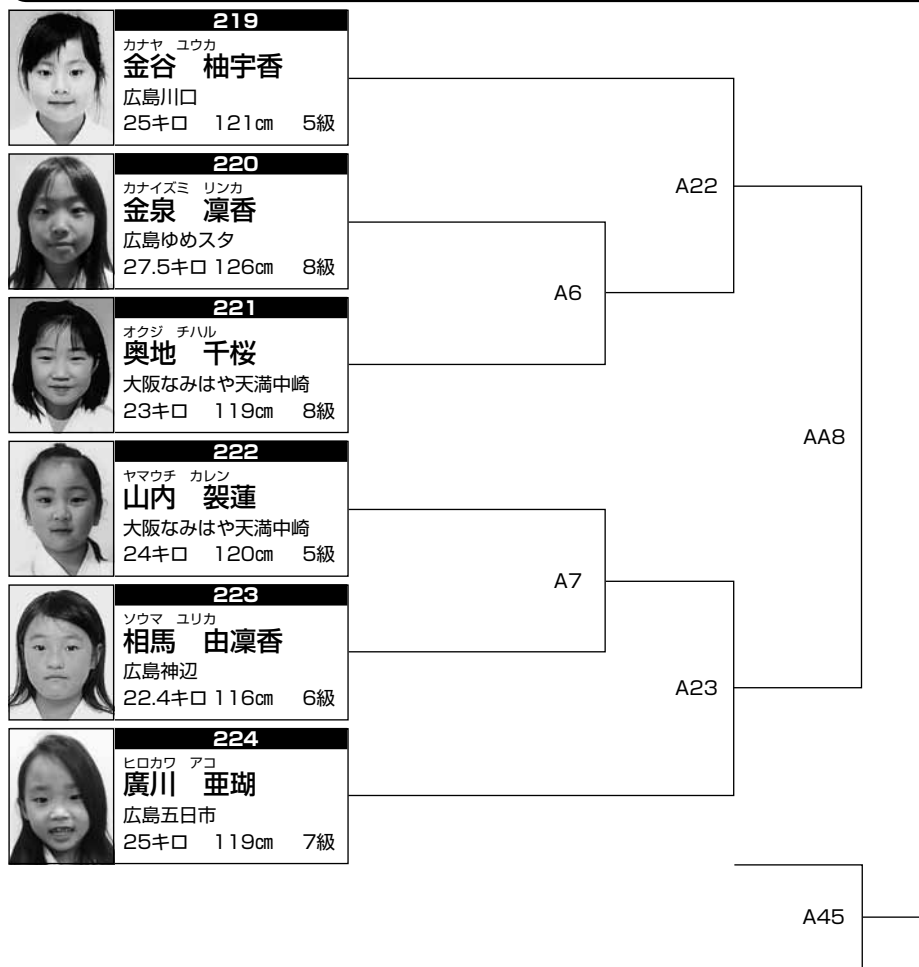 219
カナヤ ユウカ
金谷 柚宇香
広島川口
25キロ 121㎝ 5級
220
カナイズミ リンカ
金泉 凜香
広島ゆめスタ
27.5キロ 126㎝ 8級
221
オクジ チハル
奥地 千桜
大阪なみはや天満中崎
23キロ 119㎝ 8級
222
ヤマウチ カレン
山内 袈蓮
大阪なみはや天満中崎
24キロ 120㎝ 5級
223
ソウマ ユリカ
相馬 由凜香
広島神辺
22.4キロ 116㎝ 6級
224
ヒロカワ アコ
廣川 亜瑚
広島五日市
25キロ 119㎝ 7級
A22
A6
AA8
A7
A23
A45